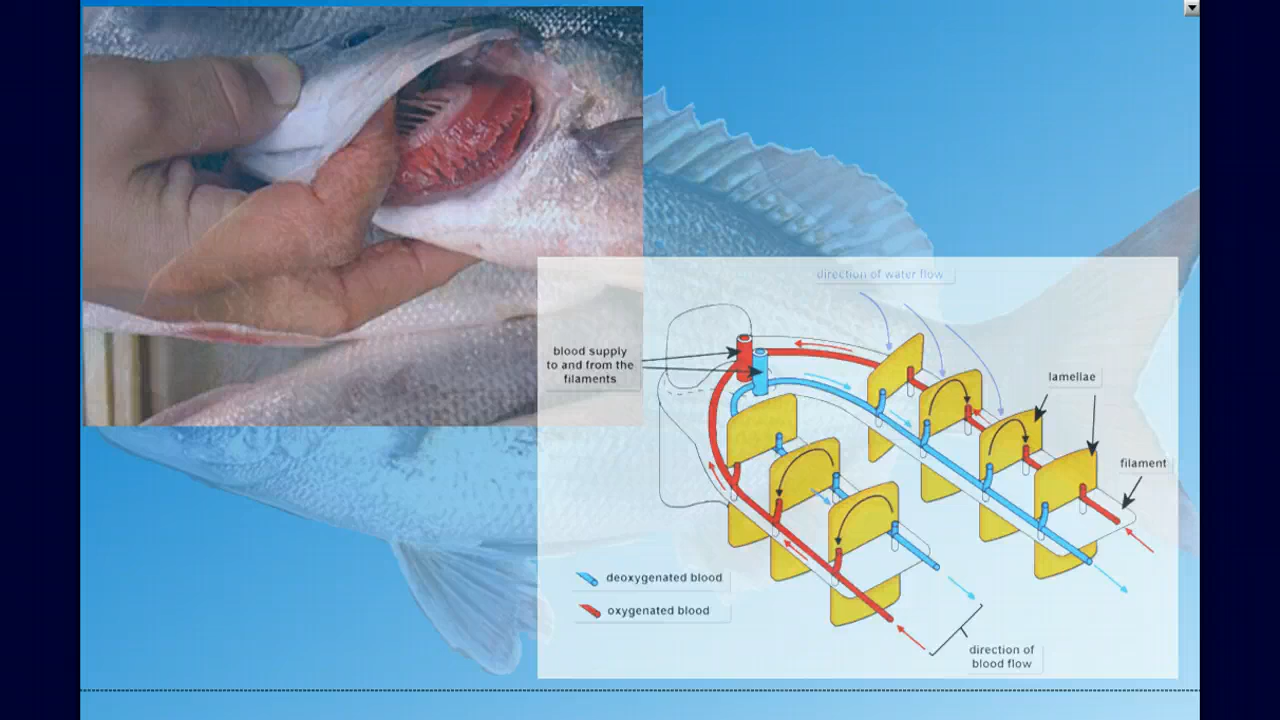 direction of water flow
blood supply
to and from the
filaments
lamellae
filament
deoxygenated blood
oxygenated blood
direction of
blood flow